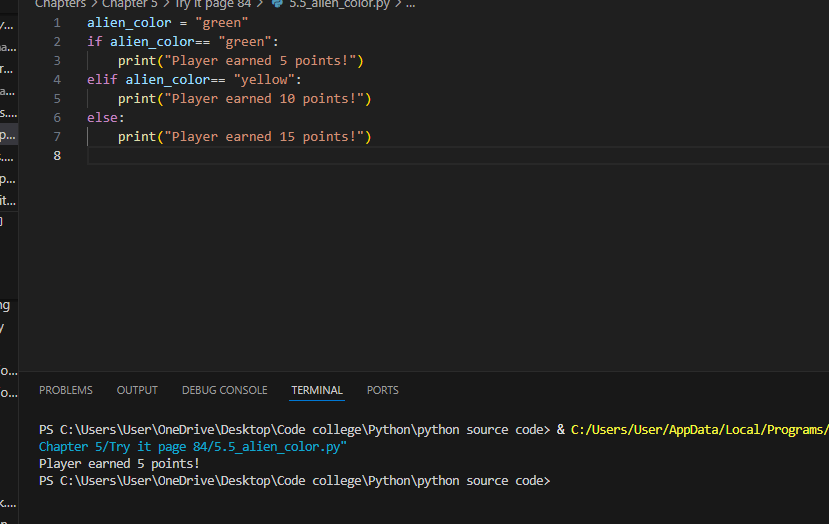 Chapters > Chapter 5 > Try it page 84 > 5.5_alien_color.py > ...
1 alien_color = "green"
2 if alien_color== "green":
3     print("Player earned 5 points!")
4 elif alien_color== "yellow":
5     print("Player earned 10 points!")
6 else:
7     print("Player earned 15 points!")
8
PROBLEMS OUTPUT DEBUG CONSOLE TERMINAL PORTS
PS C:\Users\User\OneDrive\Desktop\Code college\Python\python source code> & C:/Users/User/AppData/Local/Programs/
Chapter 5/Try it page 84/5.5_alien_color.py"
Player earned 5 points!
PS C:\Users\User\OneDrive\Desktop\Code college\Python\python source code>